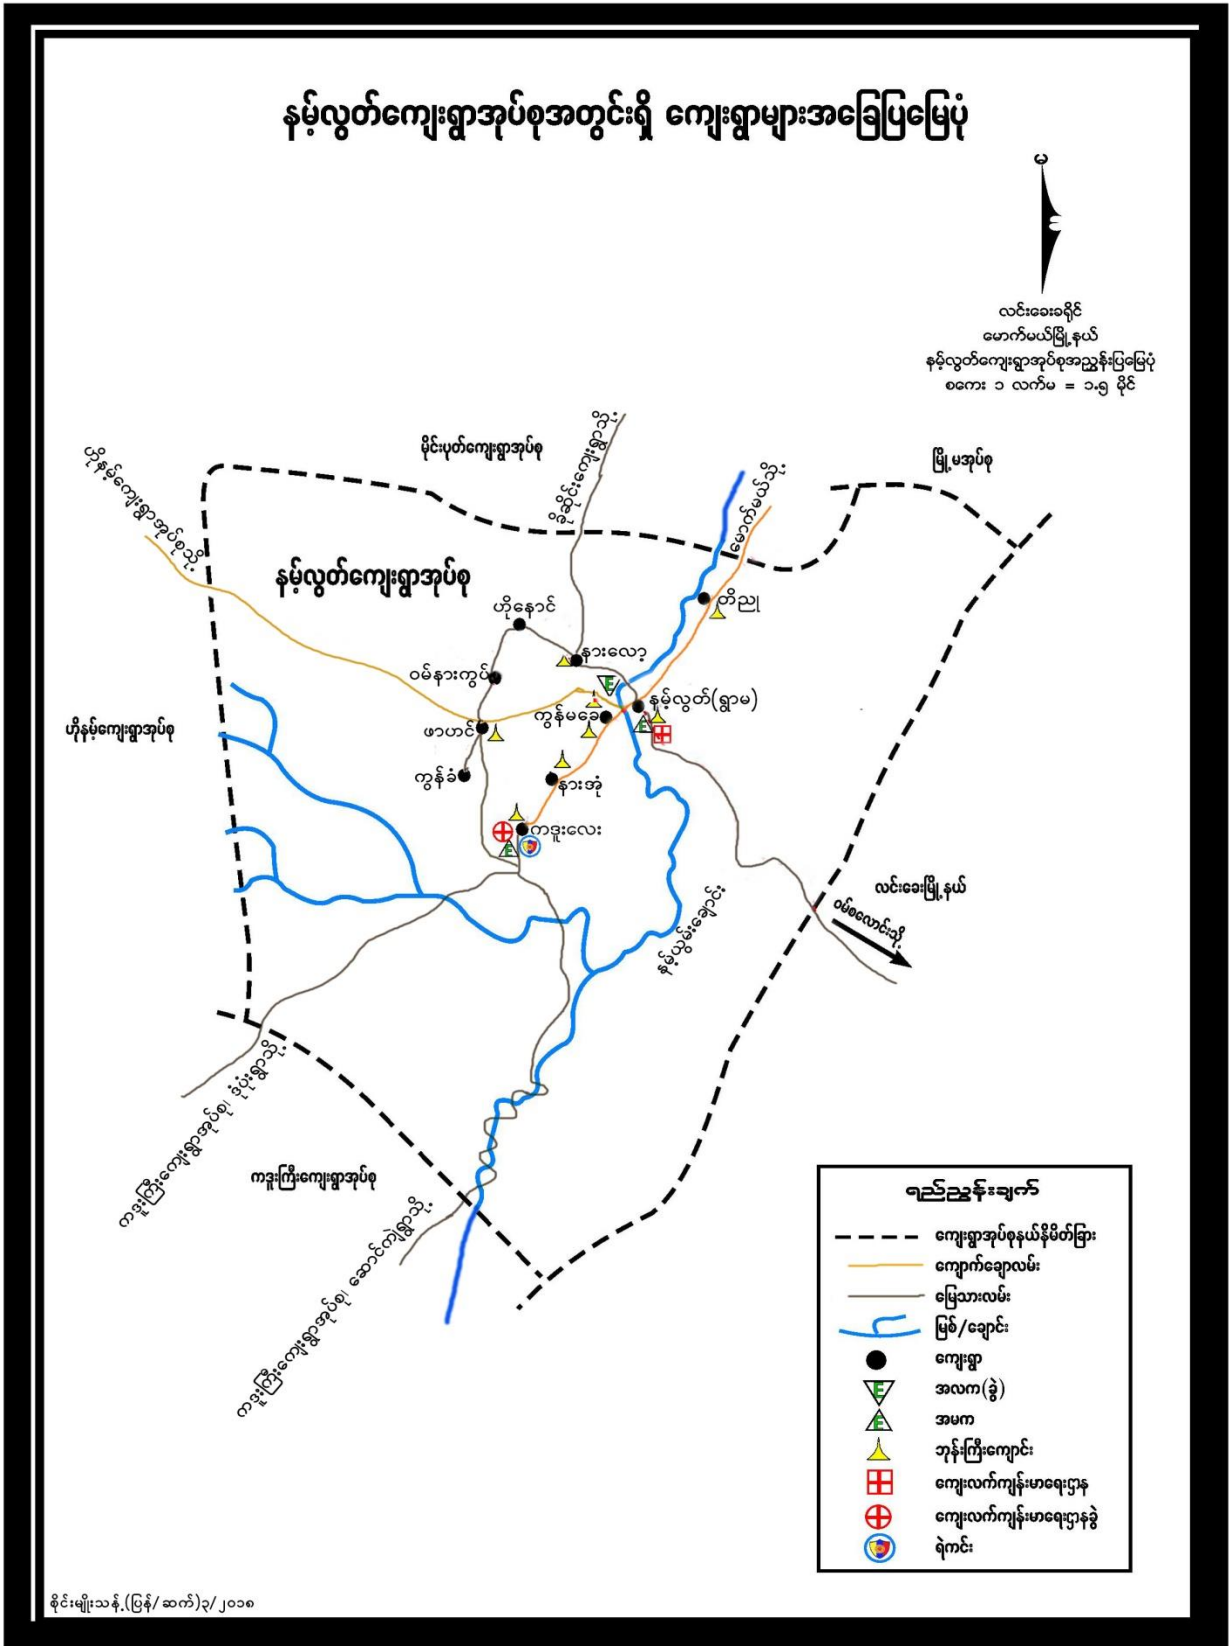 နမ့်လွတ်ကျေးရွာအုပ်စုအတွင်းရှိ ကျေးရွာများအခြေပြမြေပုံ
မ
လင်းခေးခရိုင်
မောက်မယ်မြို့နယ်
နမ့်လွတ်ကျေးရွာအုပ်စုအညွှန်းပြမြေပုံ
စကေး ၁ လက်မ = ၁.၅ မိုင်
ဟိုနမ့်ကျေးရွာအုပ်စုသို့
မိုင်းပုတ်ကျေးရွာအုပ်စု
မောက်မယ်သို့
မြို့မအုပ်စု
နမ့်လွတ်ကျေးရွာအုပ်စု
ဟိုနောင်
တီညု
နားလော့
ဝမ်နားကွပ်
နမ့်လွတ်(ရွာမ)
ကွန်မခေ
ဖာဟင်
ဟိုနမ့်ကျေးရွာအုပ်စု
ကွန်ခံ
နားအုံ
ကဒူးလေး
လင်းခေးမြို့နယ်
ဝမ်စလောင်းသို့
နမ့်ယွမ်းချောင်း
ကဒူးကြီးကျေးရွာအုပ်စု၊ ဒုံပုံးရွာသို့
ကဒူးကြီးကျေးရွာအုပ်စု
ကဒူးကြီးကျေးရွာအုပ်စု၊ ဆောင်ကျဲရွာသို့
ရည်ညွှန်းချက်
ကျေးရွာအုပ်စုနယ်နိမိတ်ခြား
ကျောက်ချောလမ်း
မြေသားလမ်း
မြစ်/ချောင်း
ကျေးရွာ
E အလက(ခွဲ)
E အမက
ဘုန်းကြီးကျောင်း
ကျေးလက်ကျန်းမာရေးဌာန
ကျေးလက်ကျန်းမာရေးဌာနခွဲ
ရဲကင်း
စိုင်းမျိုးသန့်(ပြန်/ဆက်)၃/၂၀၁၈